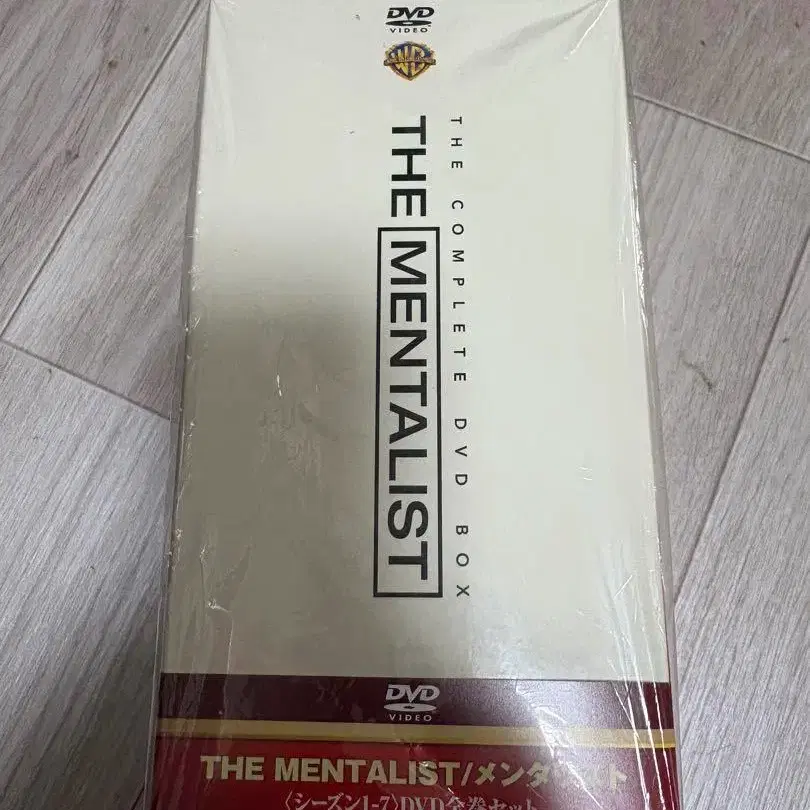 DVD
VIDEO
WB
THE MENTALIST
THE COMPLETE DVD BOX
DVD
VIDEO
THE MENTALIST/メンタリスト
〈シーズン1-7〉DVD全巻セット